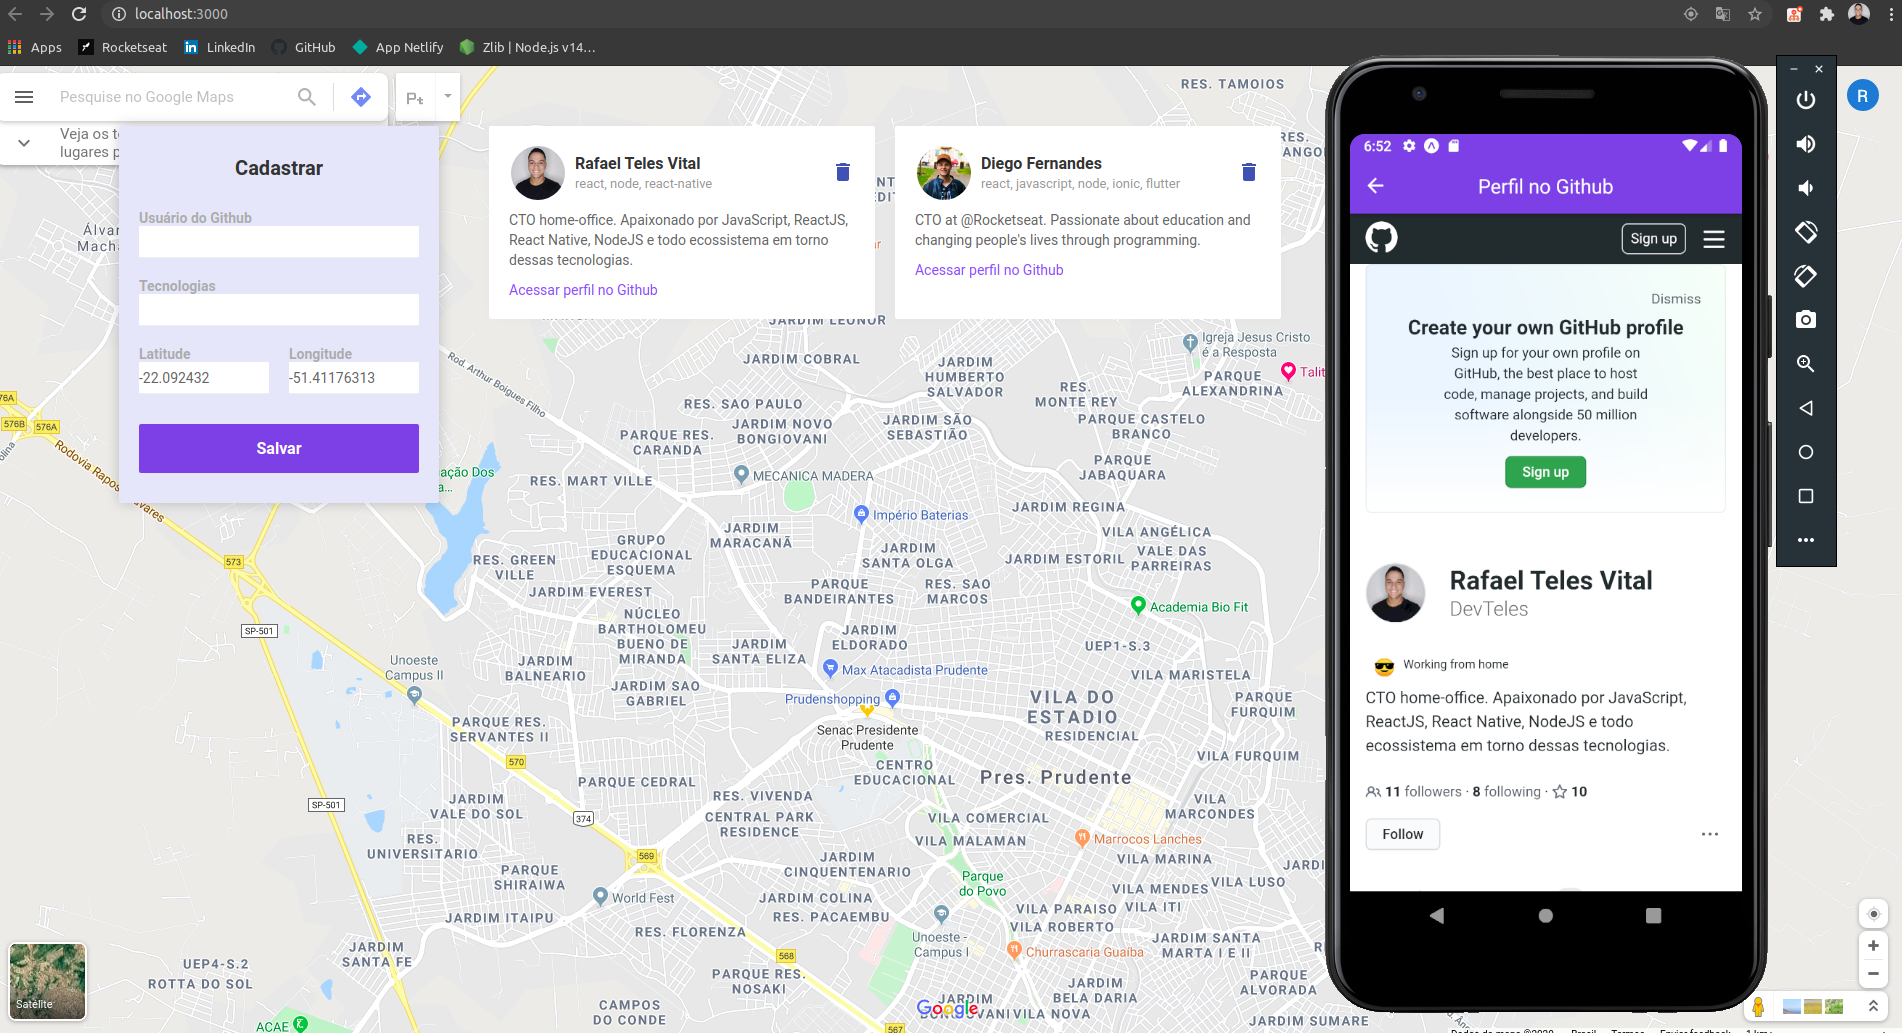 localhost:3000
Apps
Rocketseat
LinkedIn
GitHub
App Netlify
Zlib | Node.js v14...
Pesquise no Google Maps
Veja os t
lugares p
Cadastrar
Usuário do Github
Tecnologias
Latitude
Longitude
-22.092432
-51.41176313
Salvar
Rafael Teles Vital
react, node, react-native
CTO home-office. Apaixonado por JavaScript, ReactJS,
React Native, NodeJS e todo ecossistema em torno
dessas tecnologias.
Acessar perfil no Github
Diego Fernandes
react, javascript, node, ionic, flutter
CTO at @Rocketseat. Passionate about education and
changing people's lives through programming.
Acessar perfil no Github
6:52
Perfil no Github
Sign up
Dismiss
Create your own GitHub profile
Sign up for your own profile on
GitHub, the best place to host
code, manage projects, and build
software alongside 50 million
developers.
Sign up
Rafael Teles Vital
DevTeles
Working from home
CTO home-office. Apaixonado por JavaScript,
ReactJS, React Native, NodeJS e todo
ecossistema em torno dessas tecnologias.
11 followers · 8 following · 10
Follow
R
RES. TAMOIOS
JARDIM LEONOR
Igreja Jesus Cristo
é a Resposta
JARDIM COBRAL
JARDIM
HUMBERTO
SALVADOR
PARQUE
ALEXANDRINA
Talit
Rod. Arthur Boigues Filho
RES. SAO PAULO
RES.
MONTE REY
PARQUE CASTELO
BRANCO
JARDIM NOVO
BONGIOVANI
JARDIM SÃO
SEBASTIÃO
PARQUE RES.
CARANDA
PARQUE
JABAQUARA
576A
576B
576A
Rodovia Rapos
RES. MART VILLE
MECANICA MADERA
JARDIM REGINA
Império Baterias
JARDIM
MARACANÃ
VILA ANGÉLICA
GRUPO
EDUCACIONAL
ESQUEMA
JARDIM
SANTA OLGA
JARDIM ESTORIL
VALE DAS
PARREIRAS
RES. GREEN
VILLE
573
JARDIM EVEREST
PARQUE
BANDEIRANTES
RES. SAO
MARCOS
Academia Bio Fit
NÚCLEO
BARTHOLOMEU
BUENO DE
MIRANDA
SP-501
JARDIM
ELDORADO
JARDIM
SANTA ELIZA
UEP1-S.3
Unoeste
Campus II
JARDIM
BALNEARIO
Max Atacadista Prudente
VILA MARISTELA
JARDIM SAO
GABRIEL
Prudenshopping
VILA DO
ESTADIO
RESIDENCIAL
PARQUE
FURQUIM
PARQUE RES.
SERVANTES II
Senac Presidente
Prudente
VILA FURQUIM
570
CENTRO
EDUCACIONAL
Pres. Prudente
PARQUE CEDRAL
SP-501
JARDIM
VALE DO SOL
RES. VIVENDA
CENTRAL PARK
RESIDENCE
374
VILA
MARCONDES
VILA COMERCIAL
VILA MALAMAN
Marrocos Lanches
RES.
UNIVERSITARIO
569
JARDIM
CINQUENTENARIO
VILA MARINA
PARQUE
SHIRAIWA
Parque
do Povo
VILA MENDES
VILA LUSO
World Fest
JARDIM COLINA
RES. PACAEMBU
VILA PARAISO
VILA ITI
JARDIM ITAIPU
VILA ROBERTO
RES. FLORENZA
Unoeste -
Campus I
JARDIM SANTA
MARTA I E II
JARDIM
SANTA FE
568
Churrascaria Guaíba
UEP4-S.2
ROTTA DO SOL
PARQUE RES.
NOSAKI
JARDIM
BELA DARIA
PARQUE
ALVORADA
Satélite
CAMPOS
DO CONDE
Google
JARDIM
VILA NOVA
ACAE
567
JARDIM SUMARE